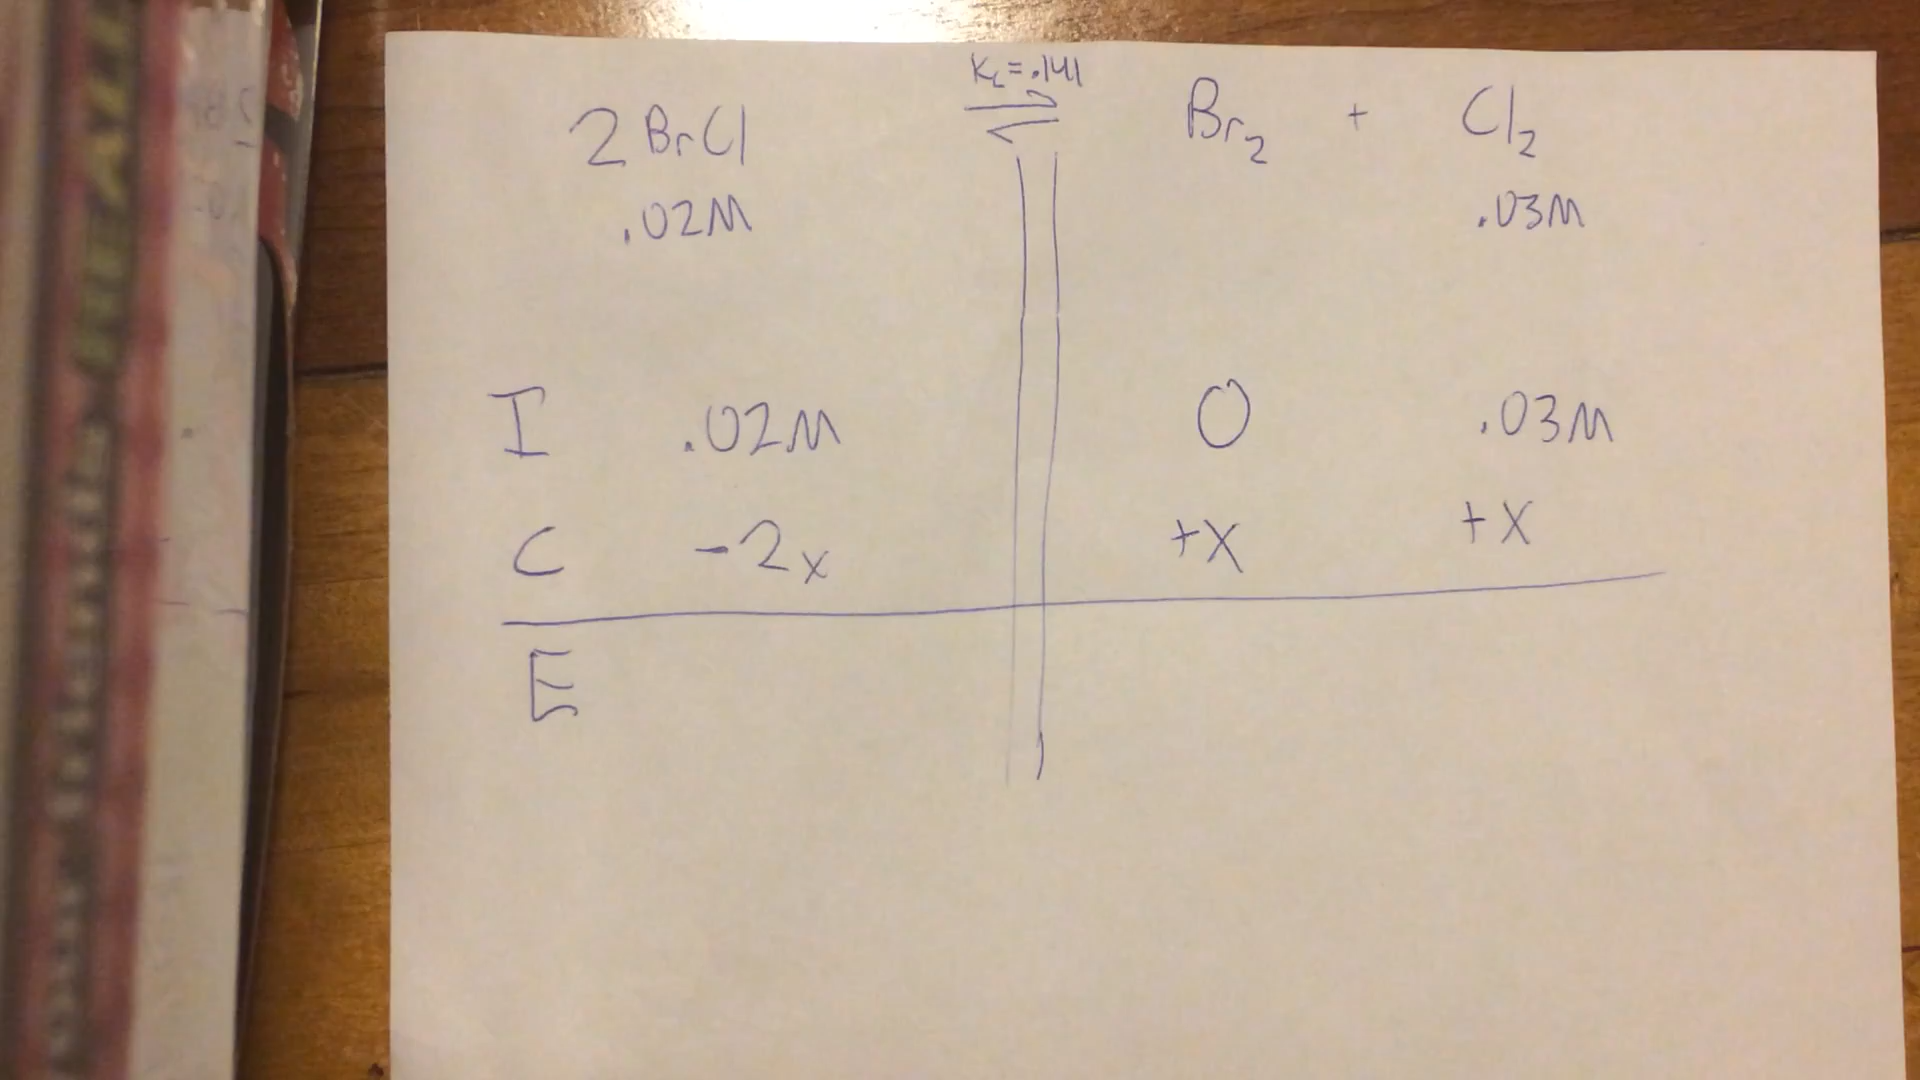 Kc=.141
2BrCl ⇌ Br₂ + Cl₂
.02M .03M
I .02M 0 .03M
C -2x +x +x
E